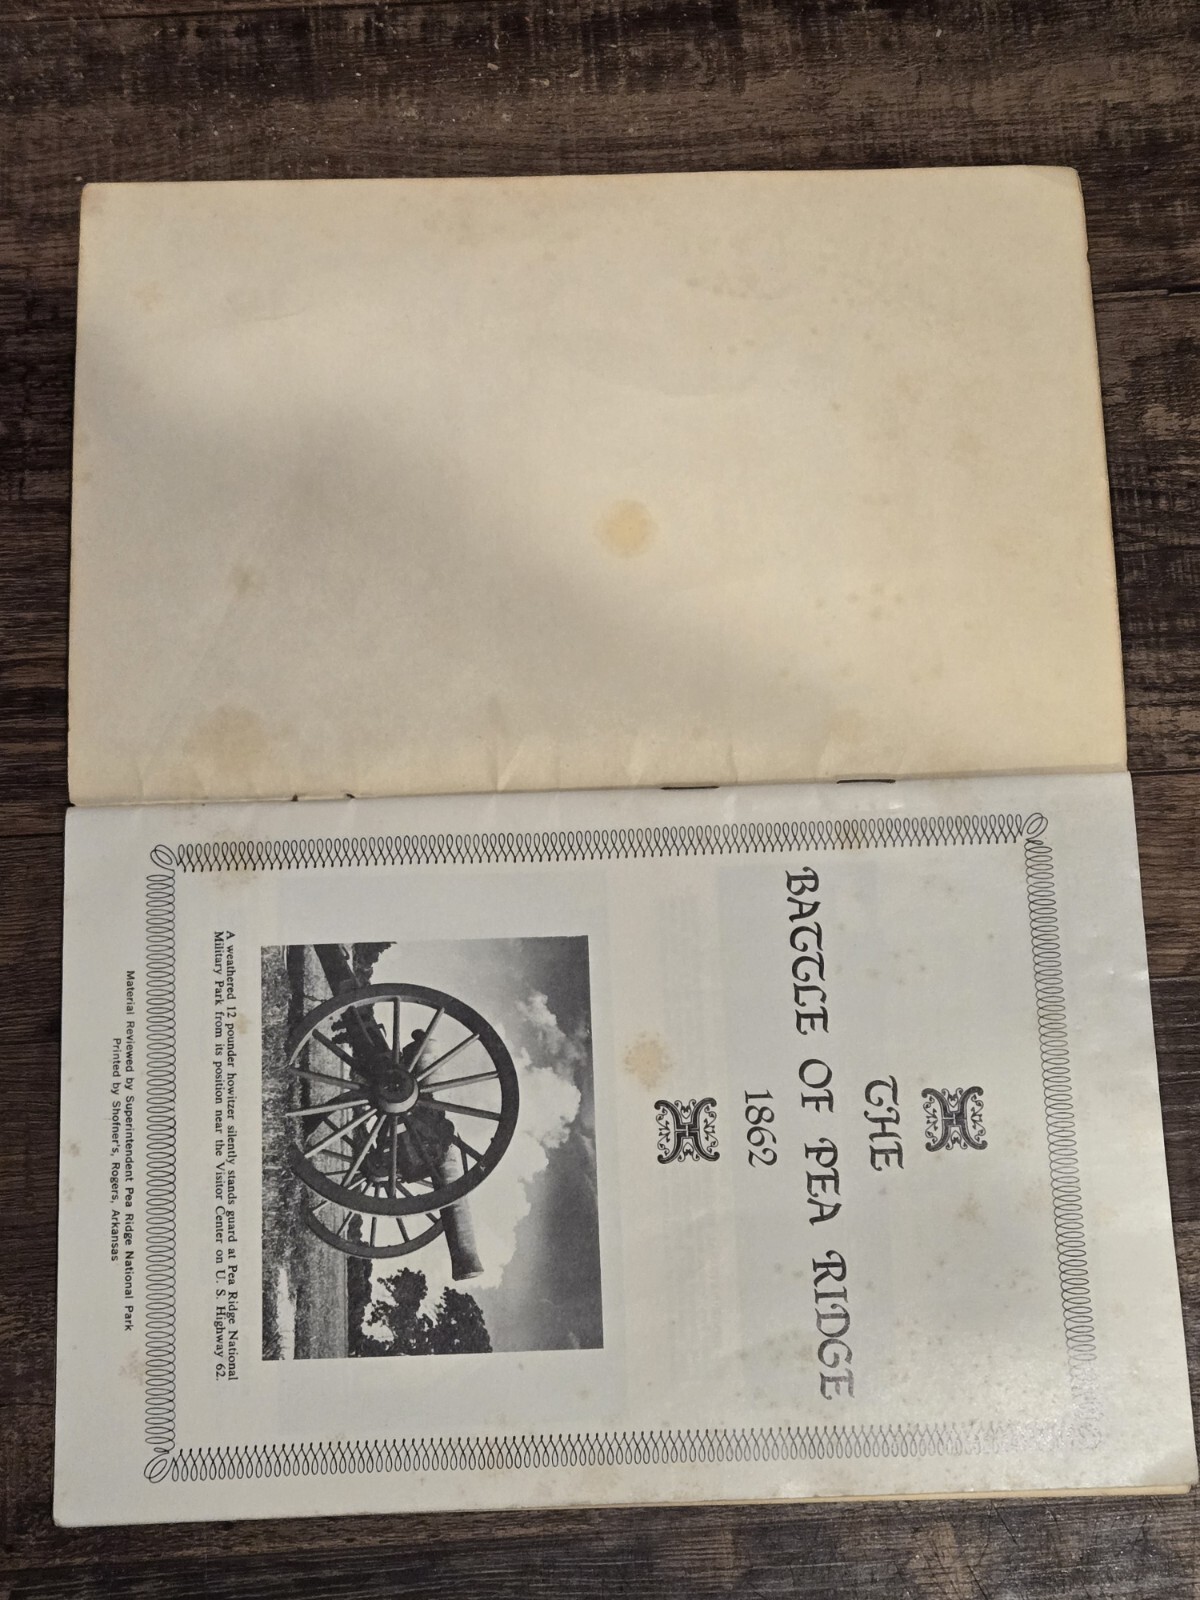 THE
BATTLE OF PEA RIDGE
1862
A weathered 12 pounder howitzer silently stands guard at Pea Ridge National
Military Park from its position near the Visitor Center on U. S. Highway 62.
Material Reviewed by Superintendent Pea Ridge National Park
Printed by Shofner's, Rogers, Arkansas